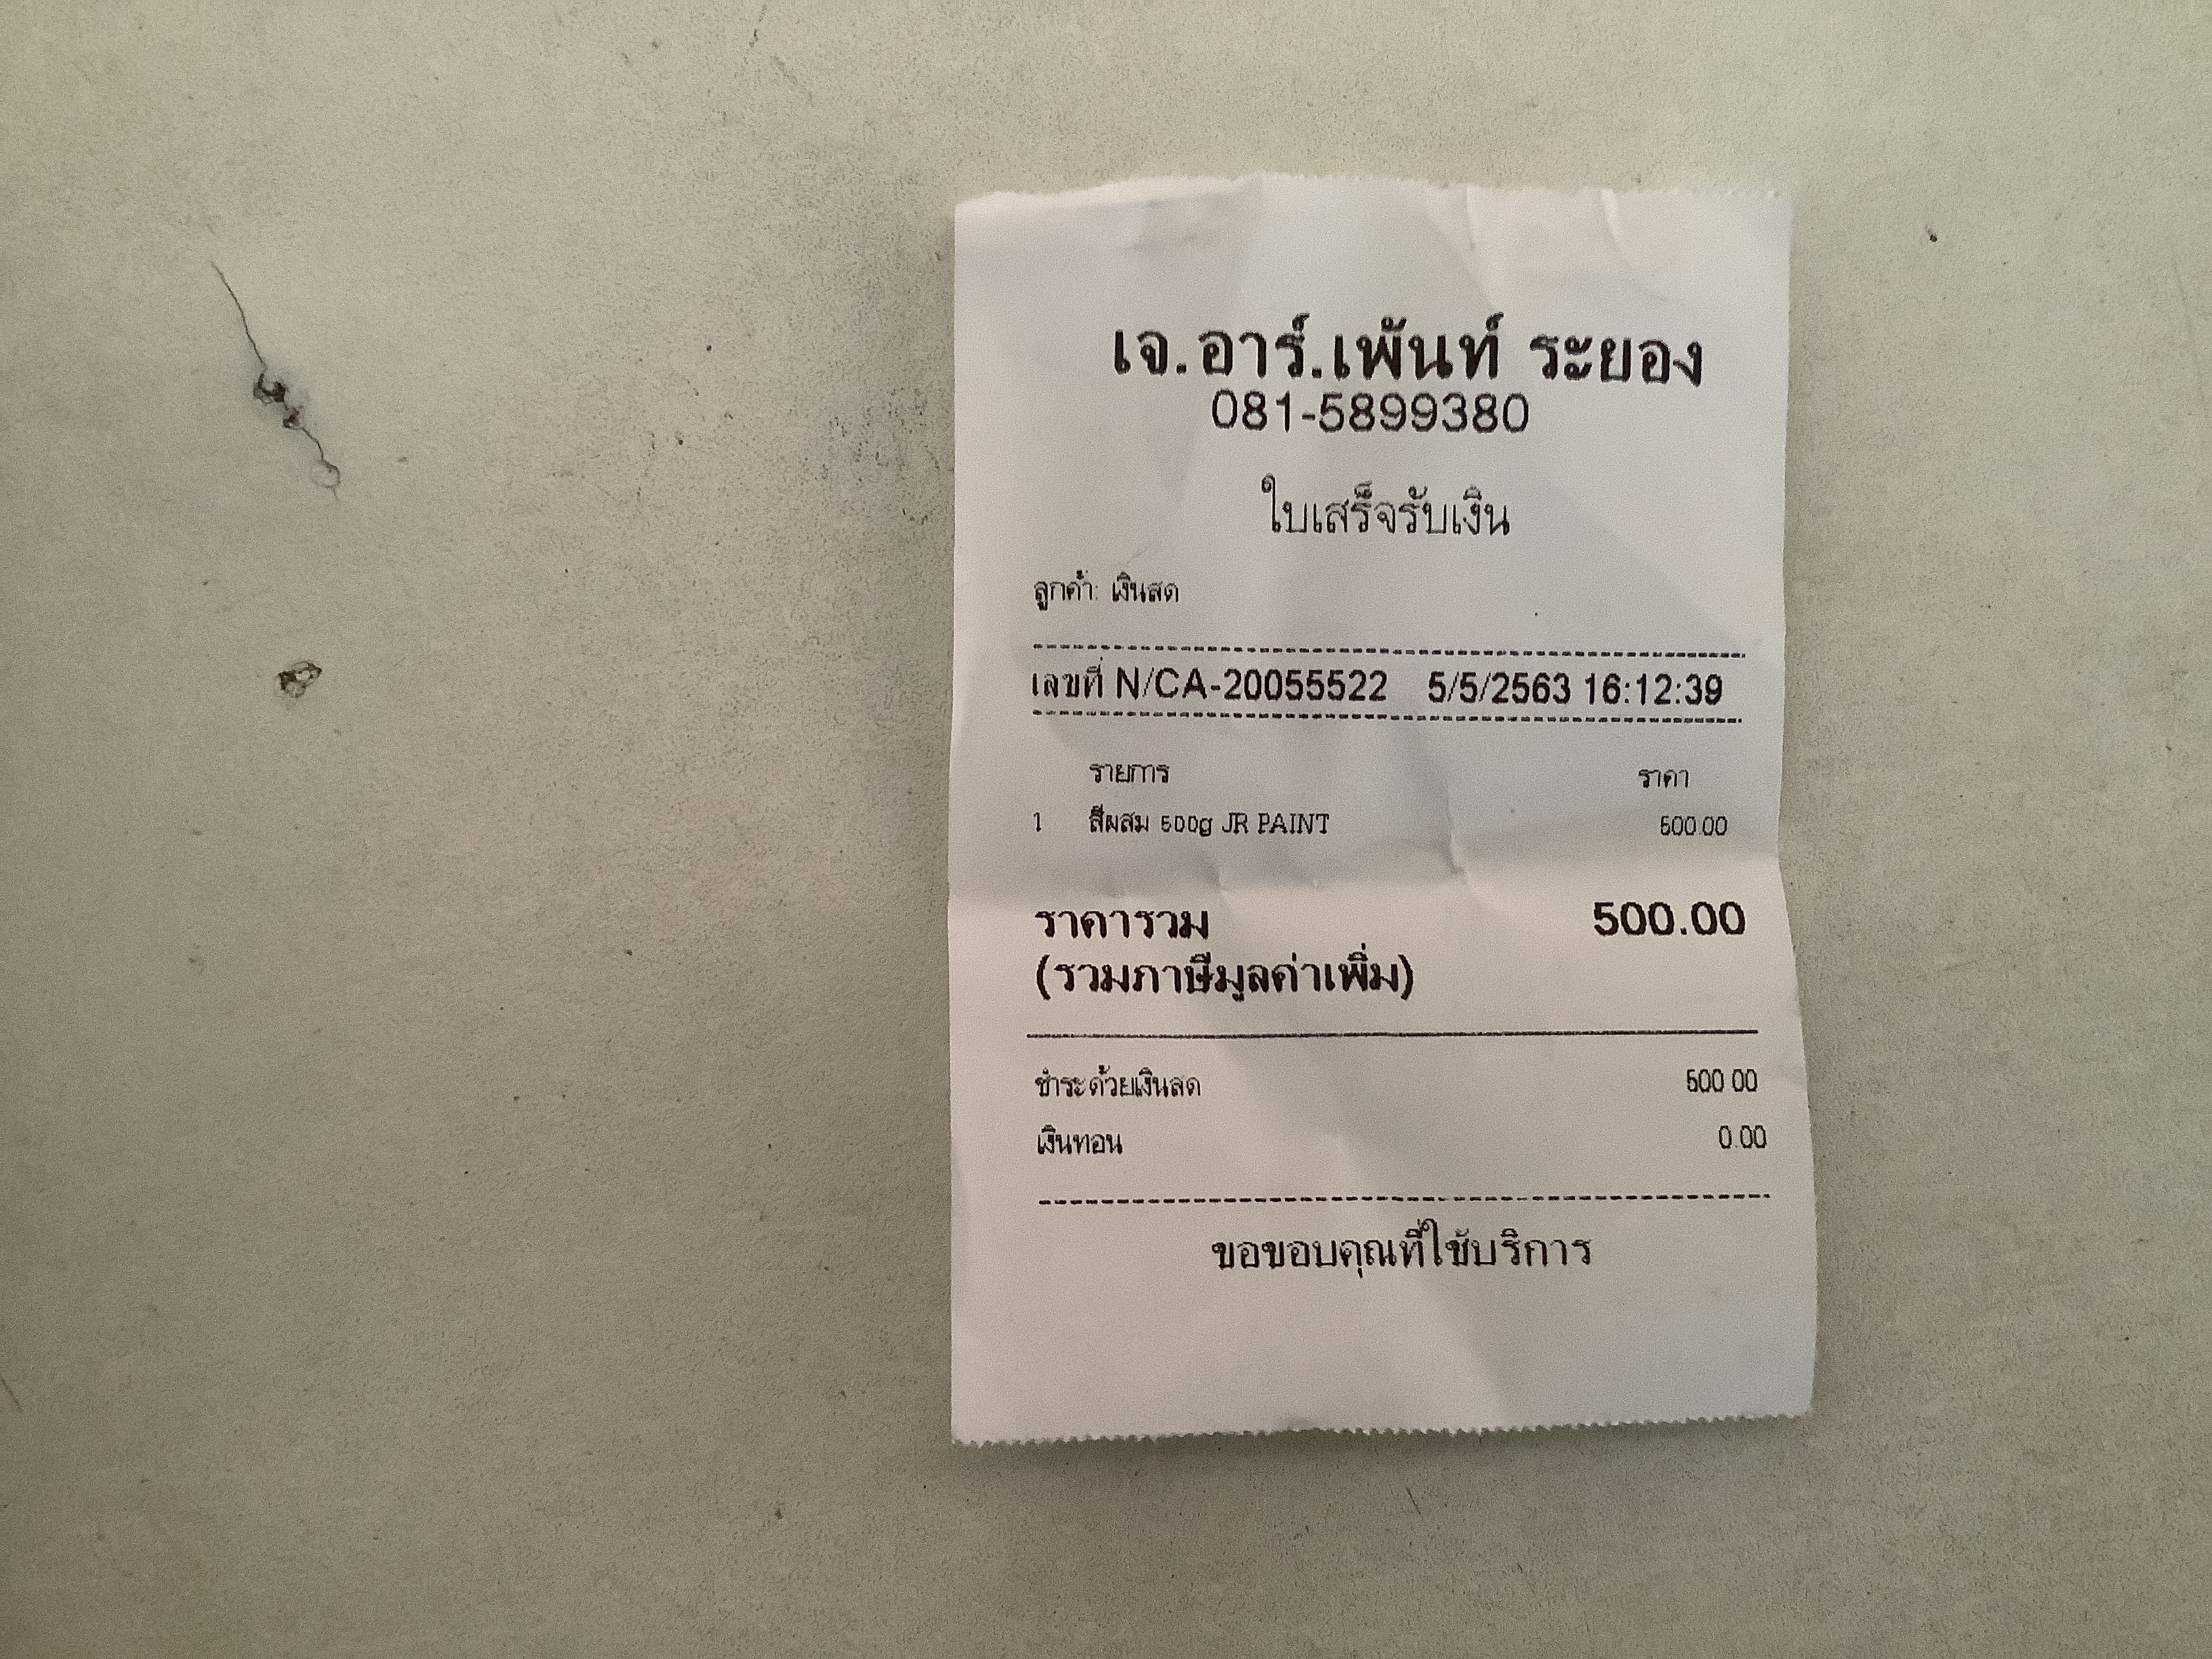 เจ.อาร์.เพ้นท์ ระยอง
081-5899380
ใบเสร็จรับเงิน
ลูกค้า: เงินสด
เลขที่ N/CA-20055522 5/5/2563 16:12:39
รายการ ราคา
1 สีผสม 500g JR PAINT 500.00
ราคารวม 500.00
(รวมภาษีมูลค่าเพิ่ม)
ชำระด้วยเงินสด 500.00
เงินทอน 0.00
ขอขอบคุณที่ใช้บริการ